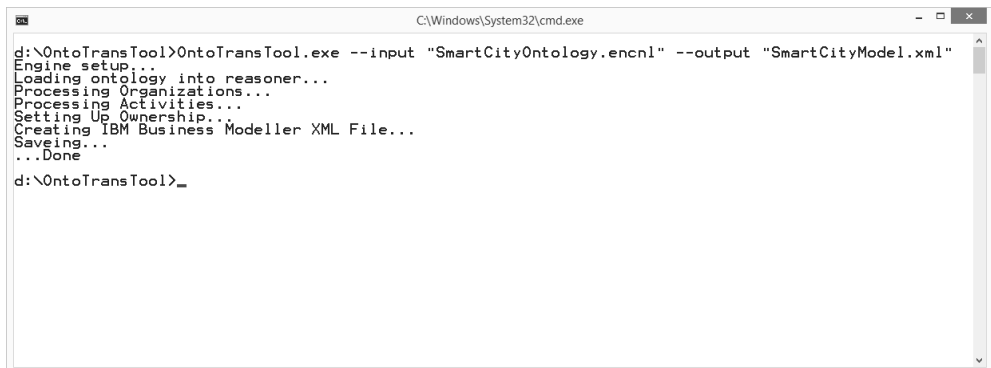 C:\Windows\System32\cmd.exe
d:\OntoTransTool>OntoTransTool.exe --input "SmartCityOntology.encnl" --output "SmartCityModel.xml"
Engine setup...
Loading ontology into reasoner...
Processing Organizations...
Processing Activities...
Setting Up Ownership...
Creating IBM Business Modeller XML File...
Saveing...
...Done
d:\OntoTransTool>_